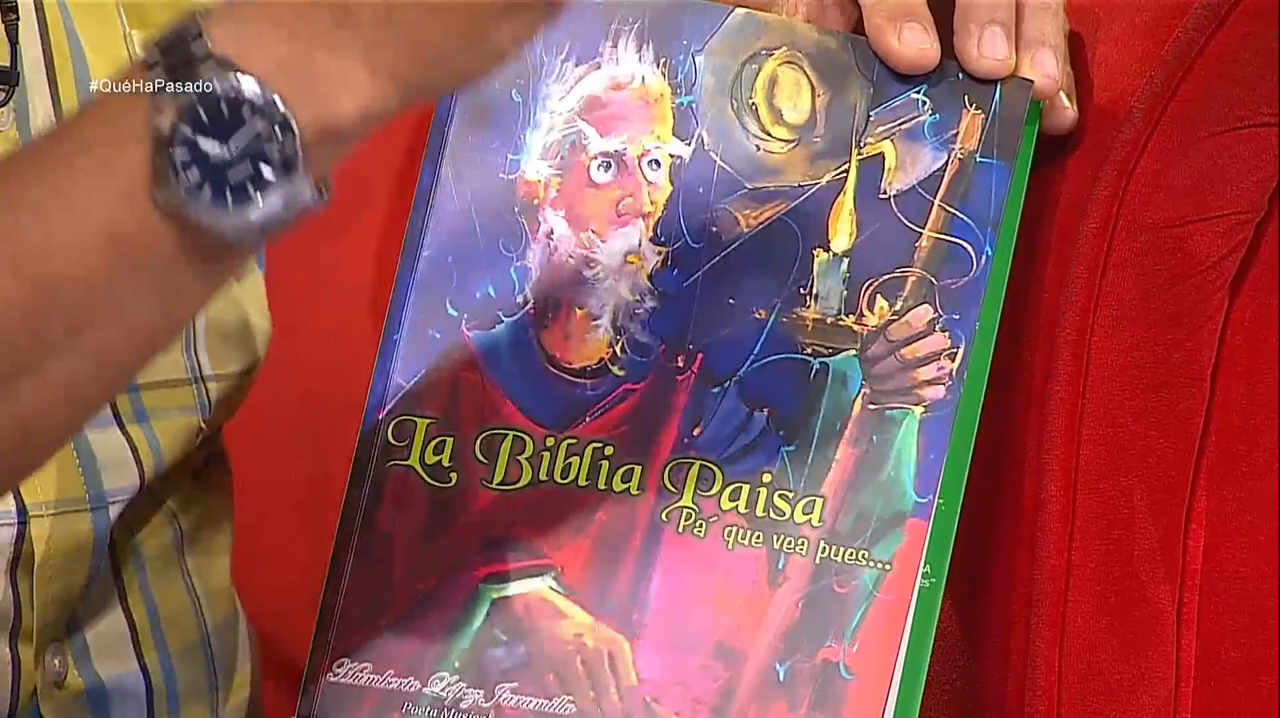 #QuéHaPasado
La Biblia Paisa
Pa´ que vea pues...
Humberto López Jaramillo
Poeta Musical